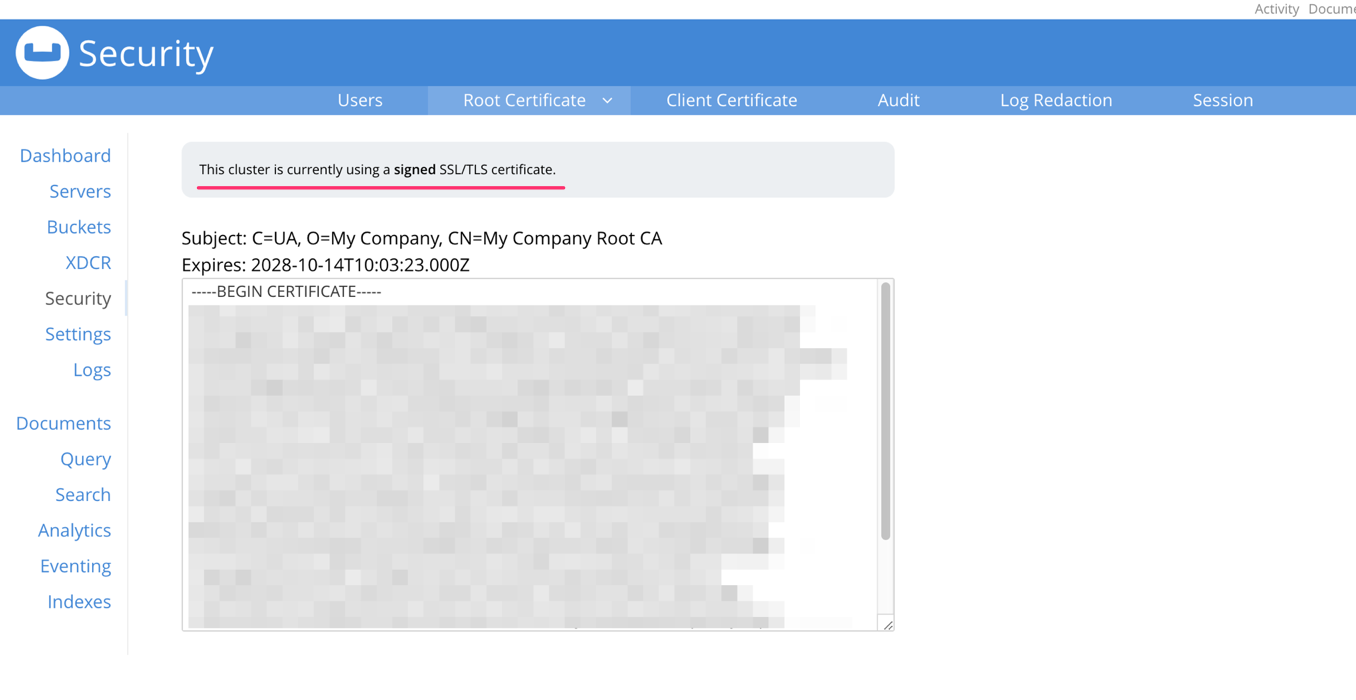 Activity Docume
Security
Users Root Certificate Client Certificate Audit Log Redaction Session
Dashboard
Servers
Buckets
XDCR
Security
Settings
Logs
Documents
Query
Search
Analytics
Eventing
Indexes
This cluster is currently using a signed SSL/TLS certificate.
Subject: C=UA, O=My Company, CN=My Company Root CA
Expires: 2028-10-14T10:03:23.000Z
-----BEGIN CERTIFICATE-----